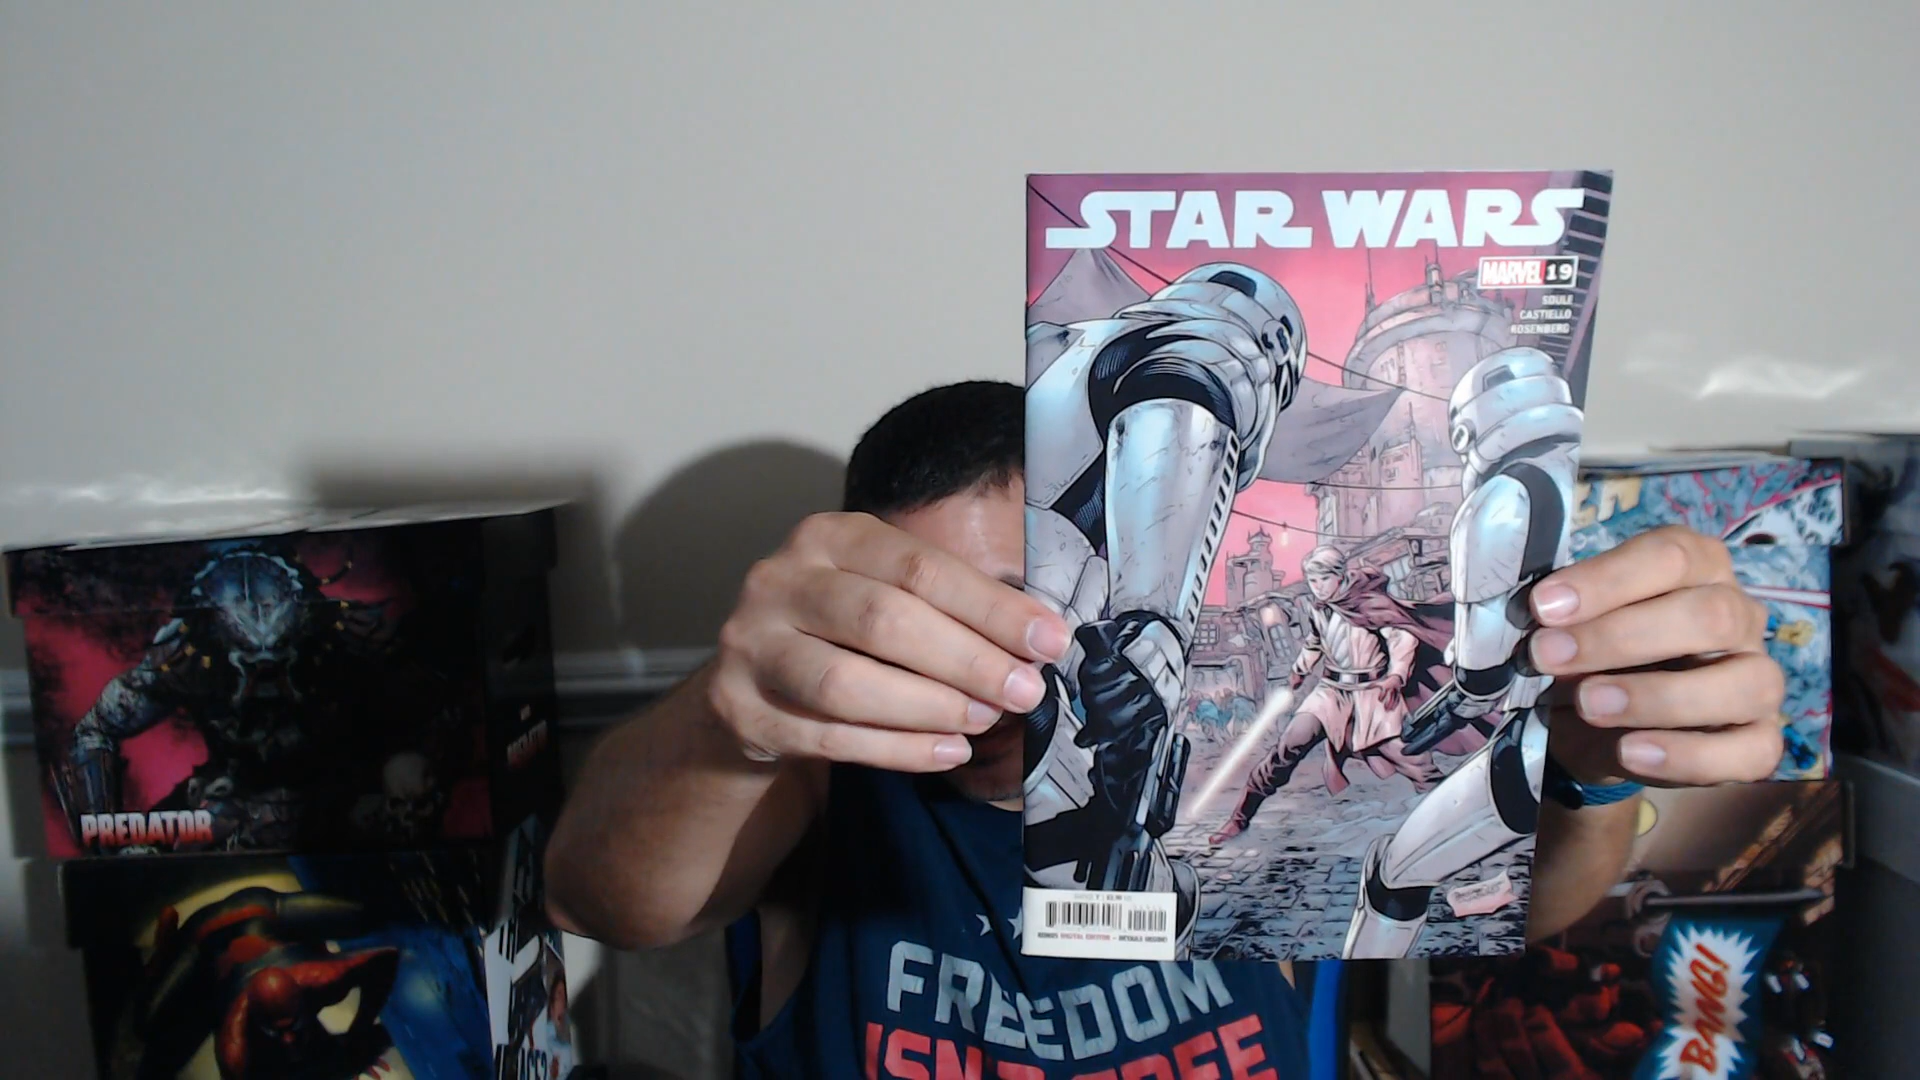 STAR WARS
MARVEL 19
SOULE
CASTIELLO
ROSENBERG
PREDATOR
FREEDOM
BANG!